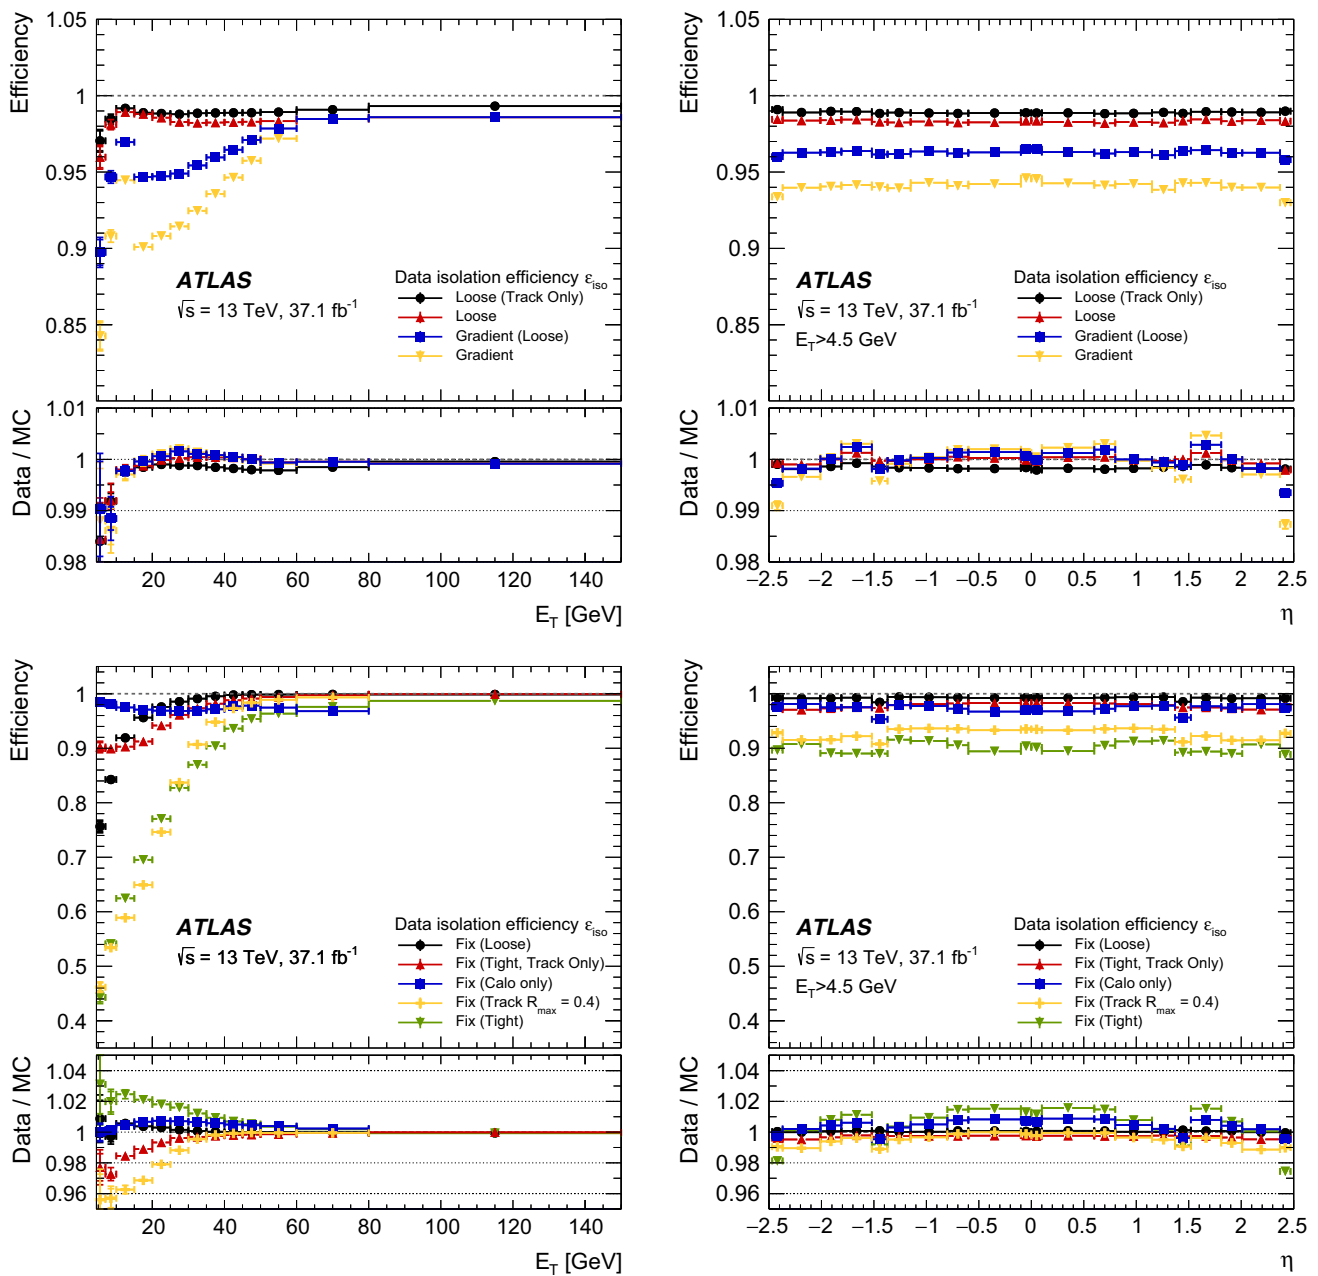 Efficiency
1.05
1
0.95
0.9
0.85
ATLAS
√s = 13 TeV, 37.1 fb⁻¹
Data isolation efficiency ε_iso
Loose (Track Only)
Loose
Gradient (Loose)
Gradient
Data / MC
1.01
1
0.99
0.98
20 40 60 80 100 120 140
E_T [GeV]
Efficiency
1.05
1
0.95
0.9
0.85
ATLAS
√s = 13 TeV, 37.1 fb⁻¹
E_T>4.5 GeV
Data isolation efficiency ε_iso
Loose (Track Only)
Loose
Gradient (Loose)
Gradient
Data / MC
1.01
1
0.99
0.98
−2.5 −2 −1.5 −1 −0.5 0 0.5 1 1.5 2 2.5
η
Efficiency
1
0.9
0.8
0.7
0.6
0.5
0.4
ATLAS
√s = 13 TeV, 37.1 fb⁻¹
Data isolation efficiency ε_iso
Fix (Loose)
Fix (Tight, Track Only)
Fix (Calo only)
Fix (Track R_max = 0.4)
Fix (Tight)
Data / MC
1.04
1.02
1
0.98
0.96
20 40 60 80 100 120 140
E_T [GeV]
Efficiency
1
0.9
0.8
0.7
0.6
0.5
0.4
ATLAS
√s = 13 TeV, 37.1 fb⁻¹
E_T>4.5 GeV
Data isolation efficiency ε_iso
Fix (Loose)
Fix (Tight, Track Only)
Fix (Calo only)
Fix (Track R_max = 0.4)
Fix (Tight)
Data / MC
1.04
1.02
1
0.98
0.96
−2.5 −2 −1.5 −1 −0.5 0 0.5 1 1.5 2 2.5
η